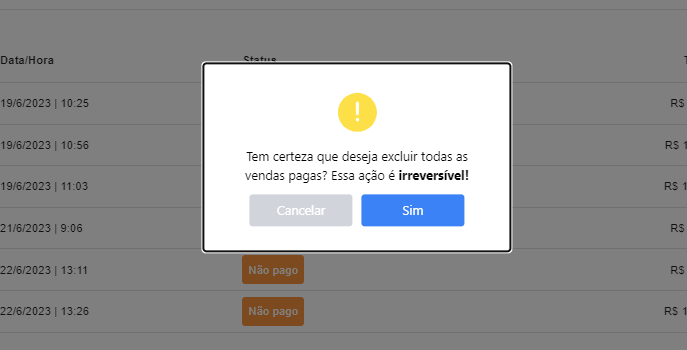 Data/Hora Status T
19/6/2023 | 10:25 R$
19/6/2023 | 10:56 R$ 1
19/6/2023 | 11:03 R$ 1
21/6/2023 | 9:06 R$
22/6/2023 | 13:11 Não pago R$
22/6/2023 | 13:26 Não pago R$ 1
!
Tem certeza que deseja excluir todas as
vendas pagas? Essa ação é irreversível!
Cancelar Sim